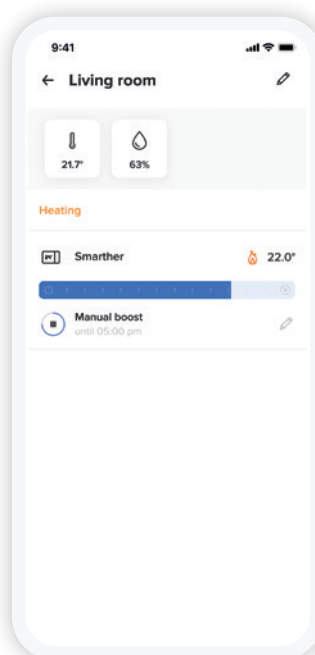 9:41
Living room
21.7°
63%
Heating
Smarther
22.0°
Manual boost
until 05:00 pm